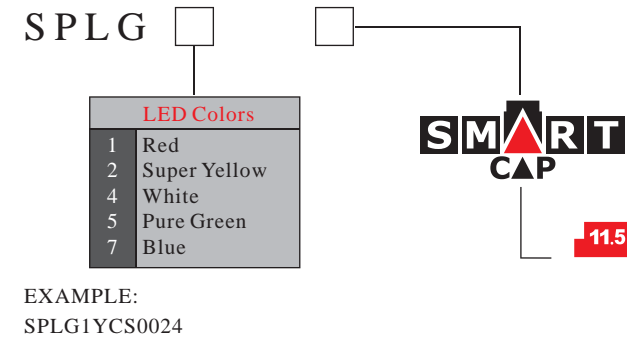 SPLG
LED Colors
1 Red
2 Super Yellow
4 White
5 Pure Green
7 Blue
SMART
CAP
11.5
EXAMPLE:
SPLG1YCS0024